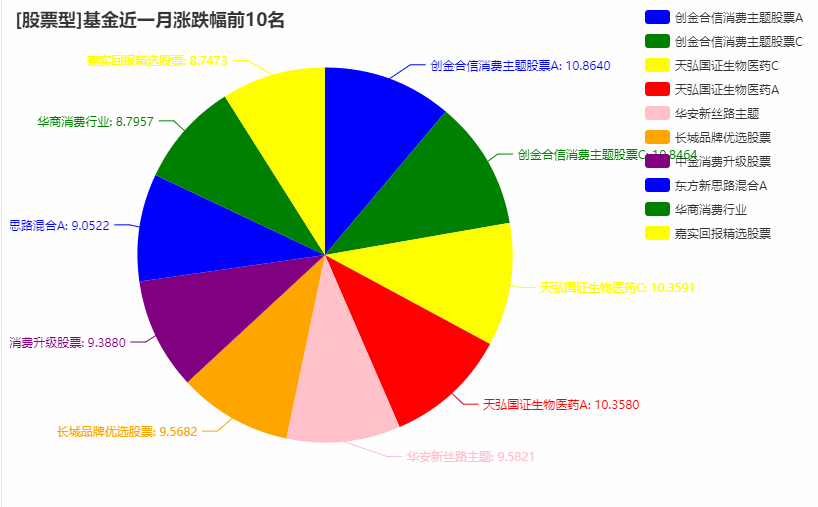 [股票型]基金近一月涨跌幅前10名
创金合信消费主题股票A
创金合信消费主题股票C
天弘国证生物医药C
天弘国证生物医药A
华安新丝路主题
长城品牌优选股票
中金消费升级股票
东方新思路混合A
华商消费行业
嘉实回报精选股票
嘉实回报精选股票: 8.7473
创金合信消费主题股票A: 10.8640
华商消费行业: 8.7957
创金合信消费主题股票C: 10.8464
思路混合A: 9.0522
天弘国证生物医药C: 10.3591
消费升级股票: 9.3880
天弘国证生物医药A: 10.3580
长城品牌优选股票: 9.5682
华安新丝路主题: 9.5821